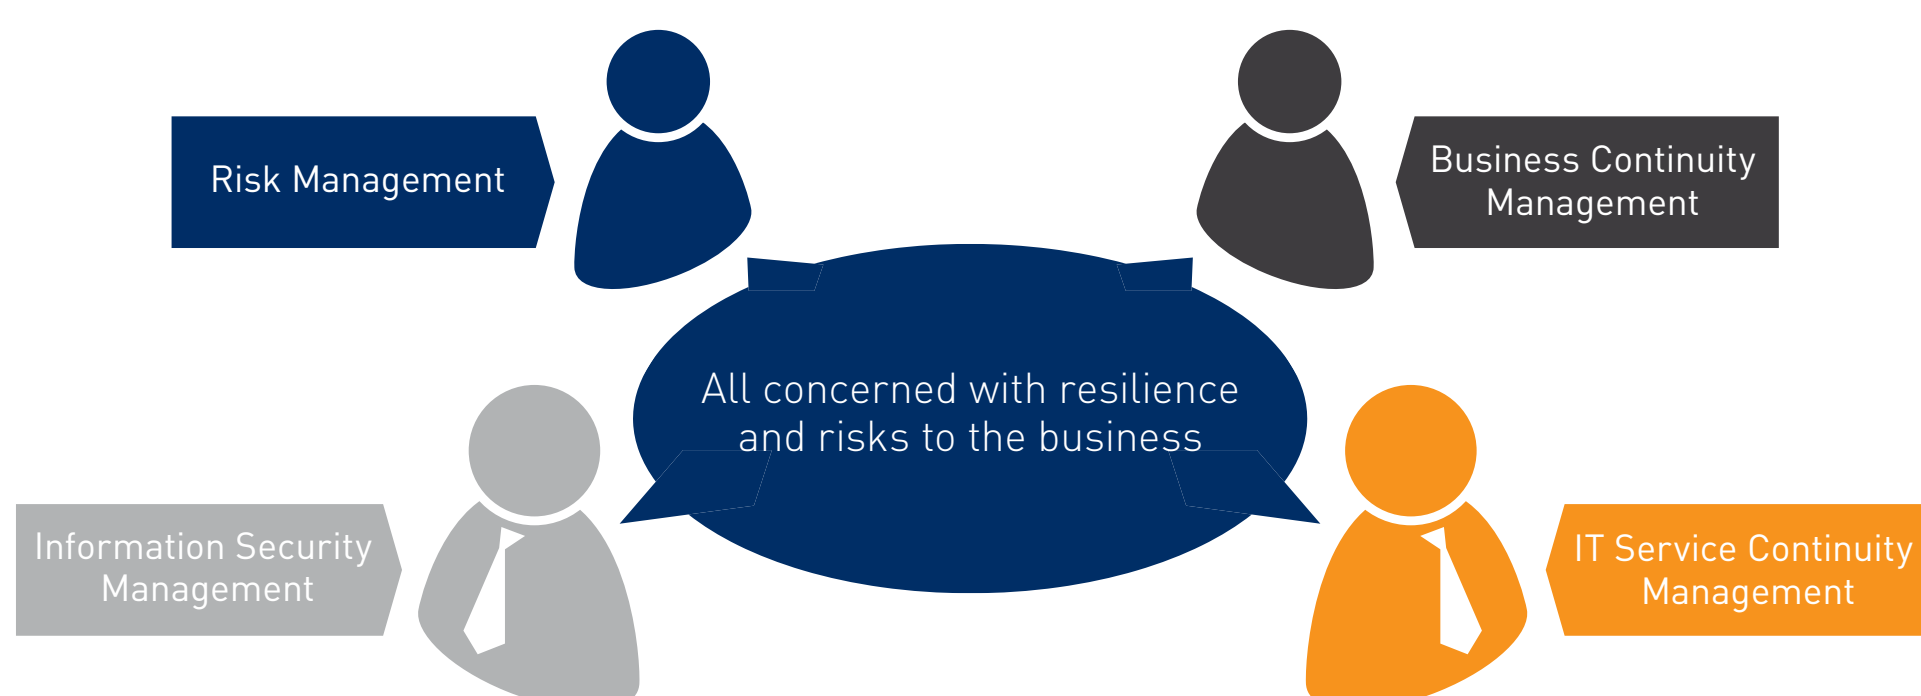 Risk Management
Business Continuity
Management
All concerned with resilience
and risks to the business
Information Security
Management
IT Service Continuity
Management